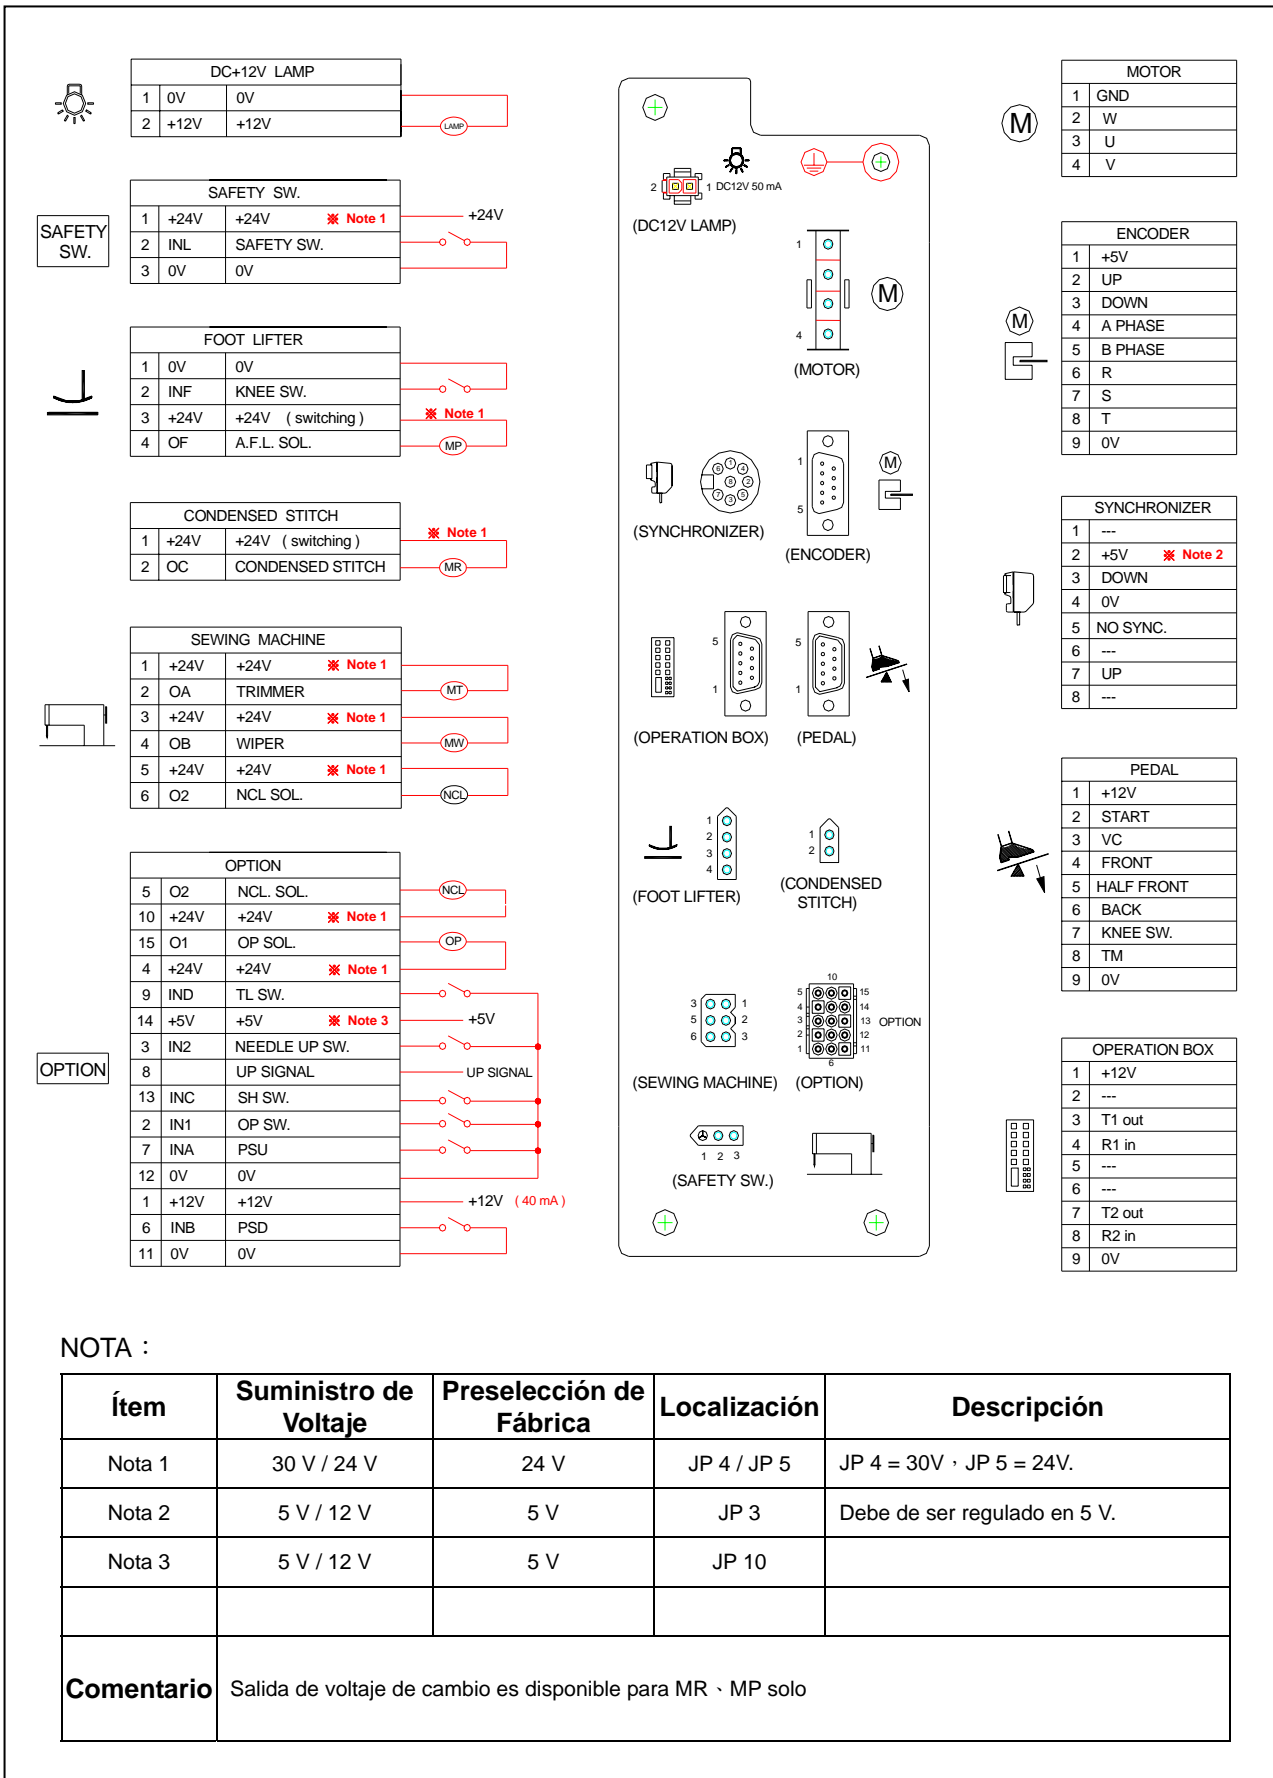 DC+12V LAMP
1 0V 0V
2 +12V +12V LAMP
SAFETY SW.
SAFETY SW.
1 +24V +24V ※ Note 1 +24V
2 INL SAFETY SW.
3 0V 0V
FOOT LIFTER
1 0V 0V
2 INF KNEE SW.
3 +24V +24V ( switching ) ※ Note 1
4 OF A.F.L. SOL. MP
CONDENSED STITCH
1 +24V +24V ( switching ) ※ Note 1
2 OC CONDENSED STITCH MR
SEWING MACHINE
1 +24V +24V ※ Note 1
2 OA TRIMMER MT
3 +24V +24V ※ Note 1
4 OB WIPER MW
5 +24V +24V ※ Note 1
6 O2 NCL SOL. NCL
OPTION
OPTION
5 O2 NCL. SOL. NCL
10 +24V +24V ※ Note 1
15 O1 OP SOL. OP
4 +24V +24V ※ Note 1
9 IND TL SW.
14 +5V +5V ※ Note 3 +5V
3 IN2 NEEDLE UP SW.
8 UP SIGNAL UP SIGNAL
13 INC SH SW.
2 IN1 OP SW.
7 INA PSU
12 0V 0V
1 +12V +12V +12V ( 40 mA )
6 INB PSD
11 0V 0V
2 1 DC12V 50 mA
(DC12V LAMP)
1
M
4
(MOTOR)
6 1 4
8 2
7 3 5
(SYNCHRONIZER)
1
M
5
(ENCODER)
5
1
(OPERATION BOX)
5
1
(PEDAL)
1
2
3
4
(FOOT LIFTER)
1
2
(CONDENSED
STITCH)
3 1
5 2
6 3
(SEWING MACHINE)
10
5 15
4 14
3 13 OPTION
2 12
1 11
6
(OPTION)
1 2 3
(SAFETY SW.)
M
MOTOR
1 GND
2 W
3 U
4 V
M
ENCODER
1 +5V
2 UP
3 DOWN
4 A PHASE
5 B PHASE
6 R
7 S
8 T
9 0V
SYNCHRONIZER
1 ---
2 +5V ※ Note 2
3 DOWN
4 0V
5 NO SYNC.
6 ---
7 UP
8 ---
PEDAL
1 +12V
2 START
3 VC
4 FRONT
5 HALF FRONT
6 BACK
7 KNEE SW.
8 TM
9 0V
OPERATION BOX
1 +12V
2 ---
3 T1 out
4 R1 in
5 ---
6 ---
7 T2 out
8 R2 in
9 0V
NOTA：
Ítem Suministro de Voltaje Preselección de Fábrica Localización Descripción
Nota 1 30 V / 24 V 24 V JP 4 / JP 5 JP 4 = 30V，JP 5 = 24V.
Nota 2 5 V / 12 V 5 V JP 3 Debe de ser regulado en 5 V.
Nota 3 5 V / 12 V 5 V JP 10
Comentario Salida de voltaje de cambio es disponible para MR、MP solo